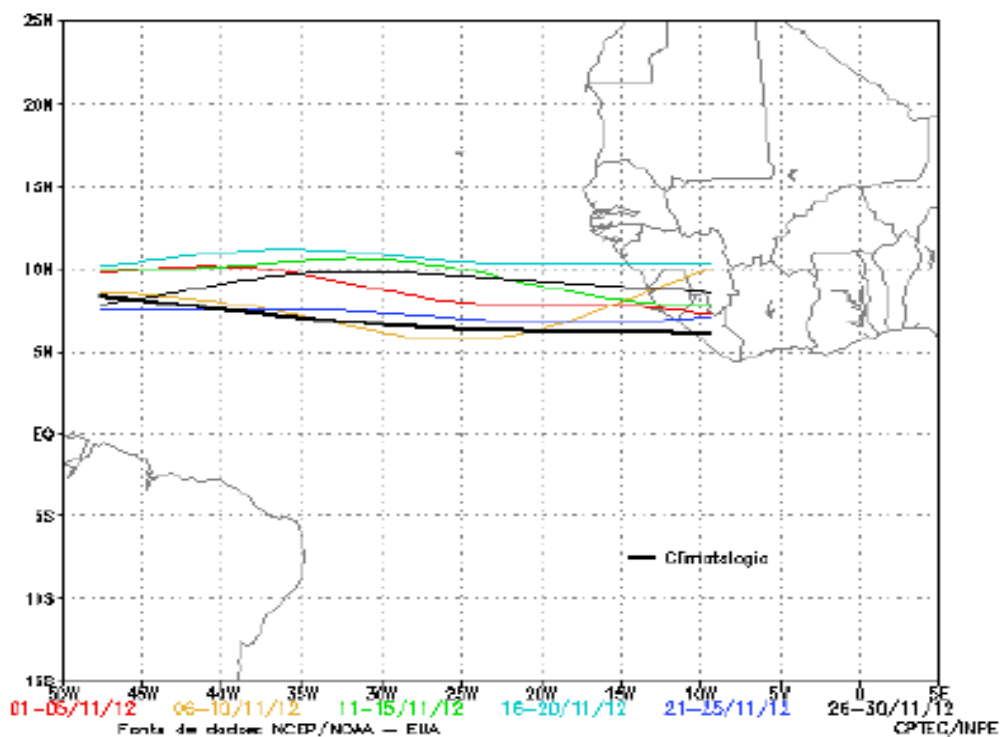 25N
20N
15N
10N
5N
EQ
5S
10S
15S
Climatologia
50W 45W 40W 35W 30W 25W 20W 15W 10W 5W 0 5E
01-05/11/12 06-10/11/12 11-15/11/12 16-20/11/12 21-25/11/12 26-30/11/12
Fonte de dados: NCEP/NOAA - EUA CPTEC/INPE